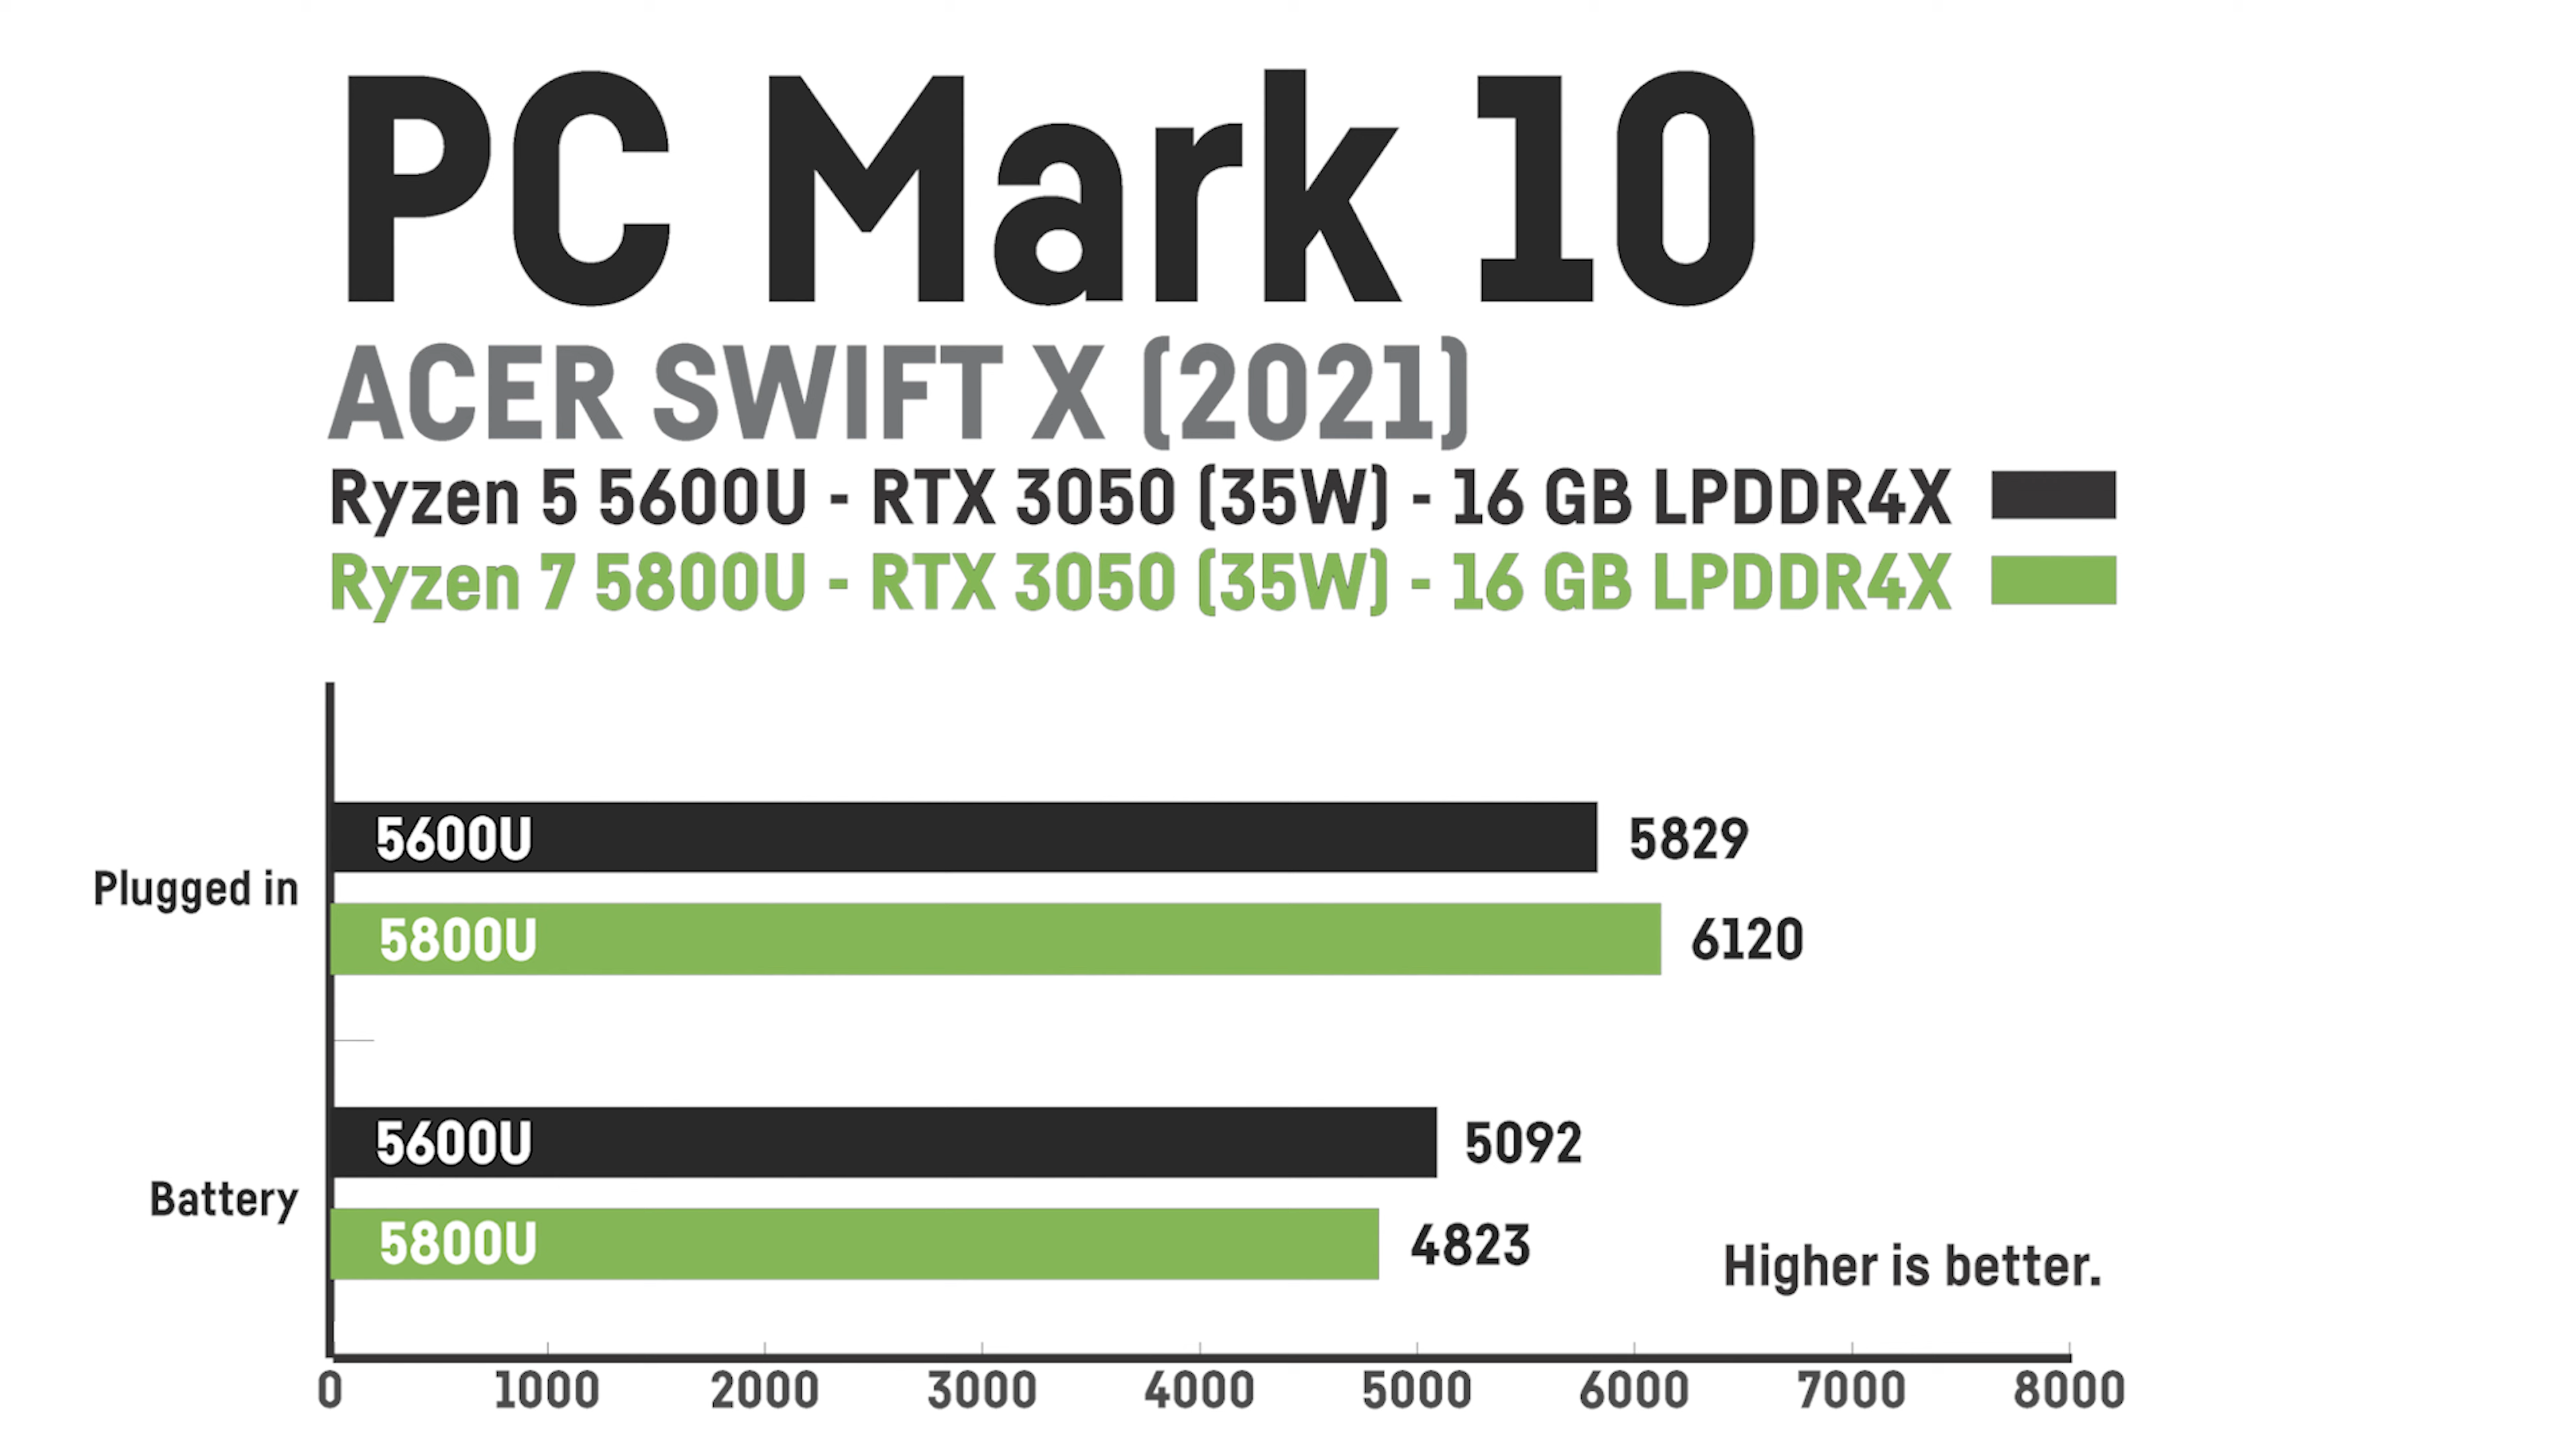 PC Mark 10
ACER SWIFT X (2021)
Ryzen 5 5600U - RTX 3050 (35W) - 16 GB LPDDR4X
Ryzen 7 5800U - RTX 3050 (35W) - 16 GB LPDDR4X
Plugged in
5600U 5829
5800U 6120
Battery
5600U 5092
5800U 4823
Higher is better.
0 1000 2000 3000 4000 5000 6000 7000 8000